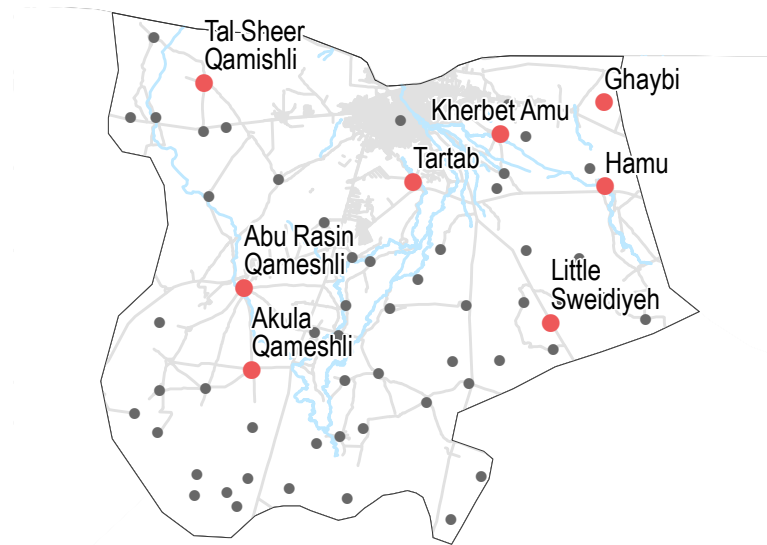 Tal Sheer
Qamishli
Ghaybi
Kherbet Amu
Tartab
Hamu
Abu Rasin
Qameshli
Little
Sweidiyeh
Akula
Qameshli